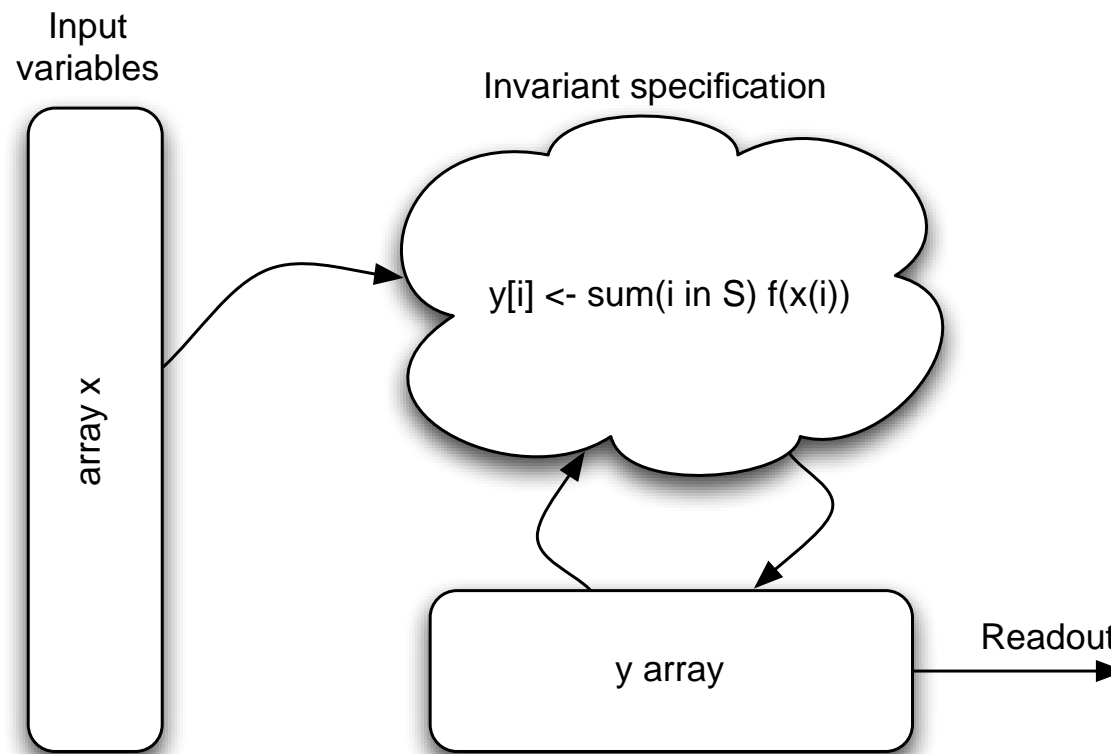 Input
variables
Invariant specification
y[i] <- sum(i in S) f(x(i))
array x
y array
Readout